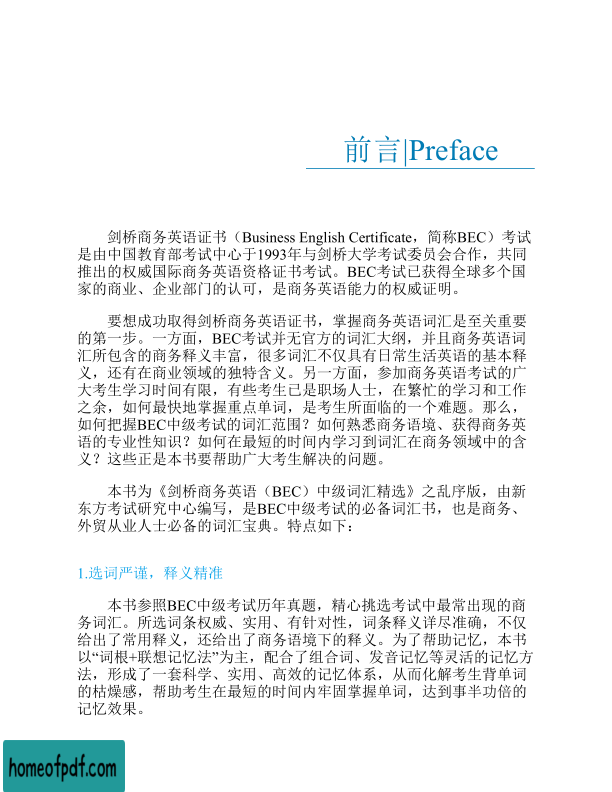 前言|Preface
剑桥商务英语证书（Business English Certificate，简称BEC）考试
是由中国教育部考试中心于1993年与剑桥大学考试委员会合作，共同
推出的权威国际商务英语资格证书考试。BEC考试已获得全球多个国
家的商业、企业部门的认可，是商务英语能力的权威证明。
要想成功取得剑桥商务英语证书，掌握商务英语词汇是至关重要
的第一步。一方面，BEC考试并无官方的词汇大纲，并且商务英语词
汇所包含的商务释义丰富，很多词汇不仅具有日常生活英语的基本释
义，还有在商业领域的独特含义。另一方面，参加商务英语考试的广
大考生学习时间有限，有些考生已是职场人士，在繁忙的学习和工作
之余，如何最快地掌握重点单词，是考生所面临的一个难题。那么，
如何把握BEC中级考试的词汇范围？如何熟悉商务语境、获得商务英
语的专业性知识？如何在最短的时间内学习到词汇在商务领域中的含
义？这些正是本书要帮助广大考生解决的问题。
本书为《剑桥商务英语（BEC）中级词汇精选》之乱序版，由新
东方考试研究中心编写，是BEC中级考试的必备词汇书，也是商务、
外贸从业人士必备的词汇宝典。特点如下：
1.选词严谨，释义精准
本书参照BEC中级考试历年真题，精心挑选考试中最常出现的商
务词汇。所选词条权威、实用、有针对性，词条释义详尽准确，不仅
给出了常用释义，还给出了商务语境下的释义。为了帮助记忆，本书
以“词根+联想记忆法”为主，配合了组合词、发音记忆等灵活的记忆方
法，形成了一套科学、实用、高效的记忆体系，从而化解考生背单词
的枯燥感，帮助考生在最短的时间内牢固掌握单词，达到事半功倍的
记忆效果。
homeofpdf.com